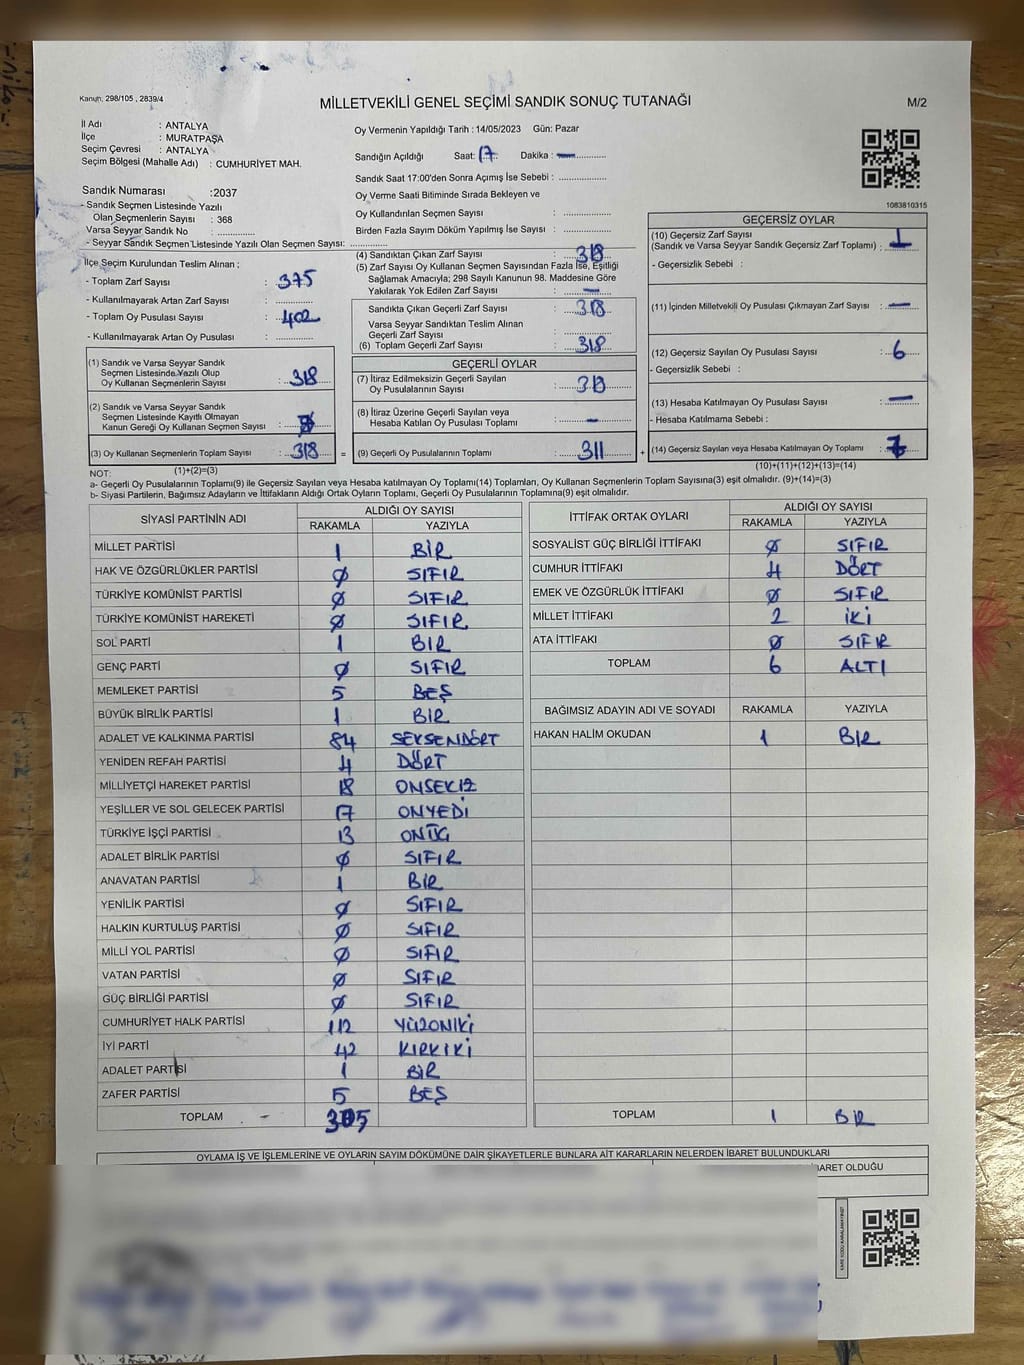 Kanun: 298/105 , 2839/4
MİLLETVEKİLİ GENEL SEÇİMİ SANDIK SONUÇ TUTANAĞI
M/2
İl Adı : ANTALYA
İlçe : MURATPAŞA
Seçim Çevresi : ANTALYA
Seçim Bölgesi (Mahalle Adı) : CUMHURİYET MAH.
Oy Vermenin Yapıldığı Tarih : 14/05/2023 Gün: Pazar
Sandığın Açıldığı Saat: 17 Dakika : —
Sandık Saat 17:00'den Sonra Açımış İse Sebebi : ................
Oy Verme Saati Bitiminde Sırada Bekleyen ve
Oy Kullandırılan Seçmen Sayısı : ................
Birden Fazla Sayım Döküm Yapılmış İse Sayısı : ................
1083810315
Sandık Numarası :2037
- Sandık Seçmen Listesinde Yazılı
Olan Seçmenlerin Sayısı : 368
Varsa Seyyar Sandık No : ................
- Seyyar Sandık Seçmen Listesinde Yazılı Olan Seçmen Sayısı: ................
İlçe Seçim Kurulundan Teslim Alınan ;
- Toplam Zarf Sayısı : 375
- Kullanılmayarak Artan Zarf Sayısı : ................
- Toplam Oy Pusulası Sayısı : 402
- Kullanılmayarak Artan Oy Pusulası : ................
(1) Sandık ve Varsa Seyyar Sandık
Seçmen Listesinde Yazılı Olup
Oy Kullanan Seçmenlerin Sayısı : 318
(2) Sandık ve Varsa Seyyar Sandık
Seçmen Listesinde Kayıtlı Olmayan
Kanun Gereği Oy Kullanan Seçmen Sayısı :
(3) Oy Kullanan Seçmenlerin Toplam Sayısı : 318 =
(4) Sandıktan Çıkan Zarf Sayısı : 318
(5) Zarf Sayısı Oy Kullanan Seçmen Sayısından Fazla İse, Eşitliği
Sağlamak Amacıyla; 298 Sayılı Kanunun 98. Maddesine Göre
Yakılarak Yok Edilen Zarf Sayısı : —
Sandıkta Çıkan Geçerli Zarf Sayısı : 318
Varsa Seyyar Sandıktan Teslim Alınan
Geçerli Zarf Sayısı : ................
(6) Toplam Geçerli Zarf Sayısı : 318
GEÇERLİ OYLAR
(7) İtiraz Edilmeksizin Geçerli Sayılan
Oy Pusulalarının Sayısı :
(8) İtiraz Üzerine Geçerli Sayılan veya
Hesaba Katılan Oy Pusulası Toplamı : —
(9) Geçerli Oy Pusulalarının Toplamı : 311 +
GEÇERSİZ OYLAR
(10) Geçersiz Zarf Sayısı
(Sandık ve Varsa Seyyar Sandık Geçersiz Zarf Toplamı) : 1
- Geçersizlik Sebebi :
(11) İçinden Milletvekili Oy Pusulası Çıkmayan Zarf Sayısı : —
(12) Geçersiz Sayılan Oy Pusulası Sayısı : 6
- Geçersizlik Sebebi :
(13) Hesaba Katılmayan Oy Pusulası Sayısı : —
- Hesaba Katılmama Sebebi :
(14) Geçersiz Sayılan veya Hesaba Katılmayan Oy Toplamı : 7
NOT: (1)+(2)=(3)
(10)+(11)+(12)+(13)=(14)
a- Geçerli Oy Pusulalarının Toplamı(9) ile Geçersiz Sayılan veya Hesaba Katılmayan Oy Toplamı(14) Toplamları, Oy Kullanan Seçmenlerin Toplam Sayısına(3) eşit olmalıdır. (9)+(14)=(3)
b- Siyasi Partilerin, Bağımsız Adayların ve İttifakların Aldığı Ortak Oyların Toplamı, Geçerli Oy Pusulalarının Toplamına(9) eşit olmalıdır.
SİYASİ PARTİNİN ADI ALDIĞI OY SAYISI
RAKAMLA YAZIYLA
MİLLET PARTİSİ 1 BİR
HAK VE ÖZGÜRLÜKLER PARTİSİ 0 SIFIR
TÜRKİYE KOMÜNİST PARTİSİ 0 SIFIR
TÜRKİYE KOMÜNİST HAREKETİ 0 SIFIR
SOL PARTİ 1 BIR
GENÇ PARTİ 0 SIFIR
MEMLEKET PARTİSİ 5 BEŞ
BÜYÜK BİRLİK PARTİSİ 1 BIR
ADALET VE KALKINMA PARTİSİ 84 SEKSENDÖRT
YENİDEN REFAH PARTİSİ 4 DÖRT
MİLLİYETÇİ HAREKET PARTİSİ 18 ONSEKIZ
YEŞİLLER VE SOL GELECEK PARTİSİ 17 ONYEDİ
TÜRKİYE İŞÇİ PARTİSİ 13 ONÜÇ
ADALET BİRLİK PARTİSİ 0 SIFIR
ANAVATAN PARTİSİ 1 BİR
YENİLİK PARTİSİ 0 SIFIR
HALKIN KURTULUŞ PARTİSİ 0 SIFIR
MİLLİ YOL PARTİSİ 0 SIFIR
VATAN PARTİSİ 0 SIFIR
GÜÇ BİRLİĞİ PARTİSİ 0 SIFIR
CUMHURİYET HALK PARTİSİ 112 YÜZONİKİ
İYİ PARTİ 42 KIRKIKİ
ADALET PARTİSİ 1 BİR
ZAFER PARTİSİ 5 BEŞ
TOPLAM - 305
İTTİFAK ORTAK OYLARI ALDIĞI OY SAYISI
RAKAMLA YAZIYLA
SOSYALİST GÜÇ BİRLİĞİ İTTİFAKI 0 SIFIR
CUMHUR İTTİFAKI 4 DÖRT
EMEK VE ÖZGÜRLÜK İTTİFAKI 0 SIFIR
MİLLET İTTİFAKI 2 İKİ
ATA İTTİFAKI 0 SIFIR
TOPLAM 6 ALTI
BAĞIMSIZ ADAYIN ADI VE SOYADI RAKAMLA YAZIYLA
HAKAN HALİM OKUDAN 1 BIR
TOPLAM 1 BIR
OYLAMA İŞ VE İŞLEMLERİNE VE OYLARIN SAYIM DÖKÜMÜNE DAİR ŞİKAYETLERLE BUNLARA AİT KARARLARIN NELERDEN İBARET BULUNDUKLARI
BARET OLDUĞU
KARE KODU KARALAMAYINIZ!